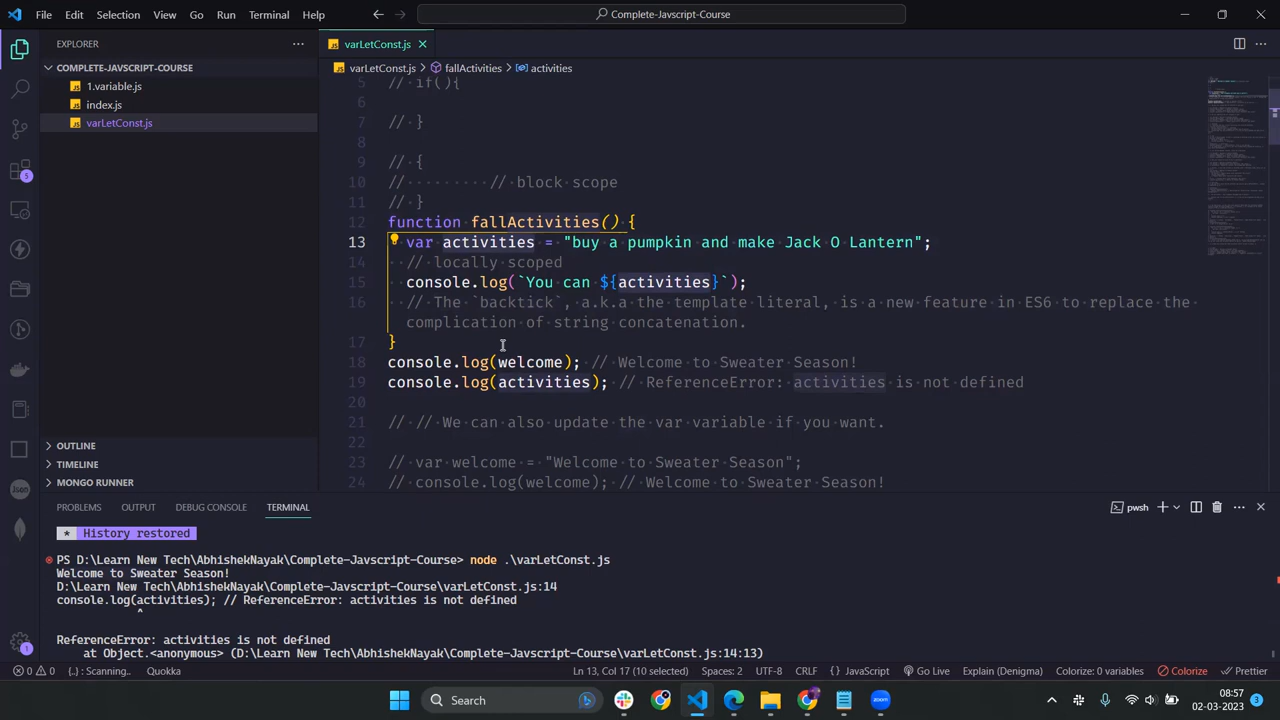 File Edit Selection View Go Run Terminal Help
Complete-Javscript-Course
EXPLORER
COMPLETE-JAVSCRIPT-COURSE
JS 1.variable.js
JS index.js
JS varLetConst.js
OUTLINE
TIMELINE
MONGO RUNNER
JS varLetConst.js
JS varLetConst.js > fallActivities > activities
5 // if(){
6
7 // }
8
9 // {
10 // // block scope
11 // }
12 function fallActivities() {
13 var activities = "buy a pumpkin and make Jack O Lantern";
14 // locally scoped
15 console.log(`You can ${activities}`);
16 // The `backtick`, a.k.a the template literal, is a new feature in ES6 to replace the
complication of string concatenation.
17 }
18 console.log(welcome); // Welcome to Sweater Season!
19 console.log(activities); // ReferenceError: activities is not defined
20
21 // // We can also update the var variable if you want.
22
23 // var welcome = "Welcome to Sweater Season";
24 // console.log(welcome); // Welcome to Sweater Season!
PROBLEMS OUTPUT DEBUG CONSOLE TERMINAL
pwsh
* History restored
PS D:\Learn New Tech\AbhishekNayak\Complete-Javscript-Course> node .\varLetConst.js
Welcome to Sweater Season!
D:\Learn New Tech\AbhishekNayak\Complete-Javscript-Course\varLetConst.js:14
console.log(activities); // ReferenceError: activities is not defined
^
ReferenceError: activities is not defined
at Object.<anonymous> (D:\Learn New Tech\AbhishekNayak\Complete-Javscript-Course\varLetConst.js:14:13)
0 0 {..} : Scanning.. Quokka Ln 13, Col 17 (10 selected) Spaces: 2 UTF-8 CRLF {} JavaScript Go Live Explain (Denigma) Colorize: 0 variables Colorize Prettier
5
Json
1
Search
08:57
02-03-2023
3